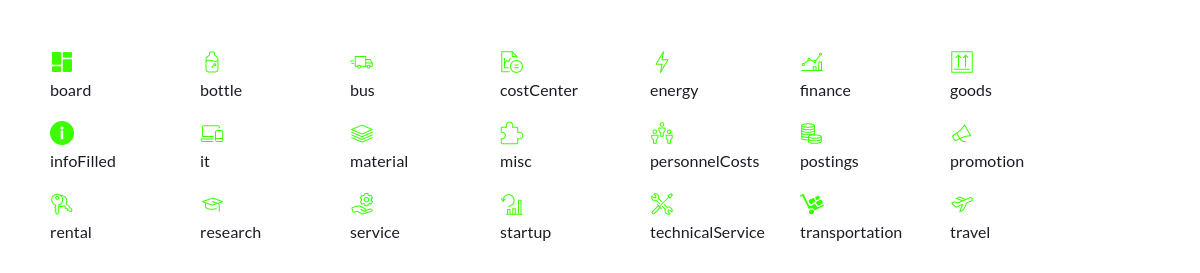 board bottle bus costCenter energy finance goods
infoFilled it material misc personnelCosts postings promotion
rental research service startup technicalService transportation travel